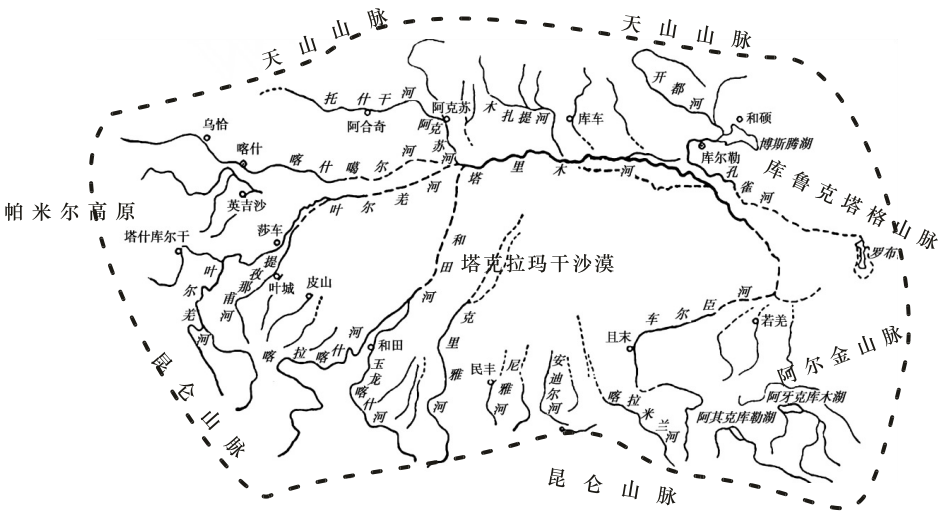 天山山脉
天山山脉
托什干河
阿合奇
阿克苏
阿克苏河
木扎提河
库车
开都河
和硕
博斯腾湖
库尔勒
孔雀河
库鲁克塔格山脉
罗布
乌恰
喀什
喀什噶尔河
英吉沙
帕米尔高原
塔什库尔干
莎车
叶尔羌河
塔里木河
叶尔羌河
提孜那甫河
叶城
皮山
和田河
塔克拉玛干沙漠
克里雅河
喀拉喀什河
和田
玉龙喀什河
民丰
尼雅河
安迪尔河
且末
车尔臣河
若羌
喀拉米兰河
阿尔金山脉
阿牙克库木湖
阿其克库勒湖
昆仑山脉
昆仑山脉